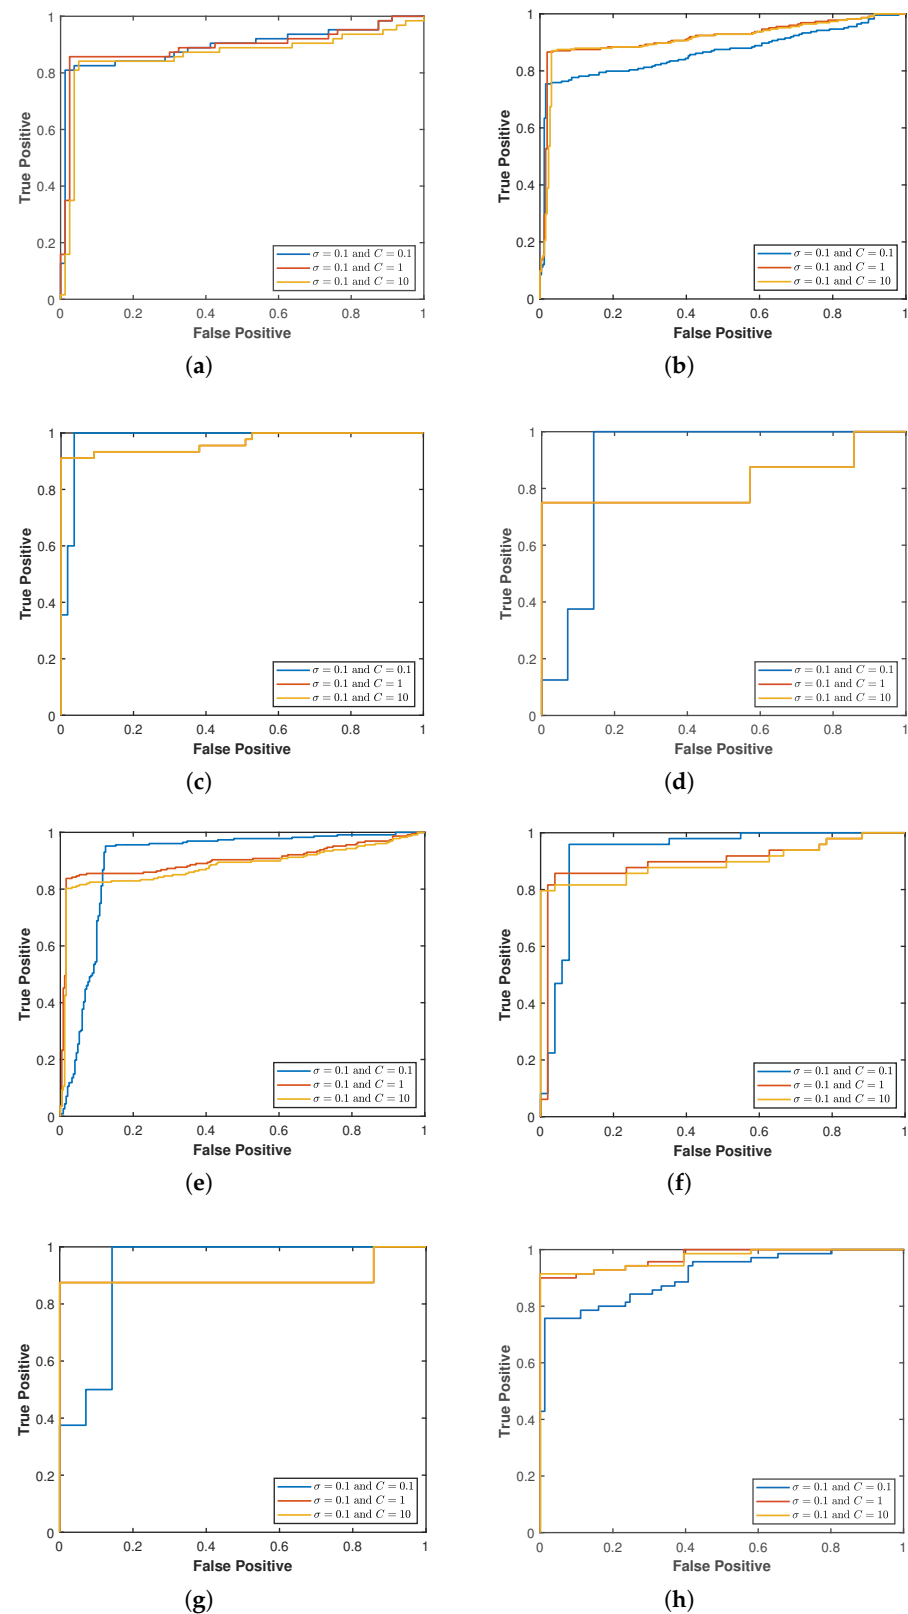 1
0.8
0.6
0.4
0.2
0
True Positive
σ = 0.1 and C = 0.1
σ = 0.1 and C = 1
σ = 0.1 and C = 10
0 0.2 0.4 0.6 0.8 1
False Positive
(a)
1
0.8
0.6
0.4
0.2
0
True Positive
σ = 0.1 and C = 0.1
σ = 0.1 and C = 1
σ = 0.1 and C = 10
0 0.2 0.4 0.6 0.8 1
False Positive
(b)
1
0.8
0.6
0.4
0.2
0
True Positive
σ = 0.1 and C = 0.1
σ = 0.1 and C = 1
σ = 0.1 and C = 10
0 0.2 0.4 0.6 0.8 1
False Positive
(c)
1
0.8
0.6
0.4
0.2
0
True Positive
σ = 0.1 and C = 0.1
σ = 0.1 and C = 1
σ = 0.1 and C = 10
0 0.2 0.4 0.6 0.8 1
False Positive
(d)
1
0.8
0.6
0.4
0.2
0
True Positive
σ = 0.1 and C = 0.1
σ = 0.1 and C = 1
σ = 0.1 and C = 10
0 0.2 0.4 0.6 0.8 1
False Positive
(e)
1
0.8
0.6
0.4
0.2
0
True Positive
σ = 0.1 and C = 0.1
σ = 0.1 and C = 1
σ = 0.1 and C = 10
0 0.2 0.4 0.6 0.8 1
False Positive
(f)
1
0.8
0.6
0.4
0.2
0
True Positive
σ = 0.1 and C = 0.1
σ = 0.1 and C = 1
σ = 0.1 and C = 10
0 0.2 0.4 0.6 0.8 1
False Positive
(g)
1
0.8
0.6
0.4
0.2
0
True Positive
σ = 0.1 and C = 0.1
σ = 0.1 and C = 1
σ = 0.1 and C = 10
0 0.2 0.4 0.6 0.8 1
False Positive
(h)